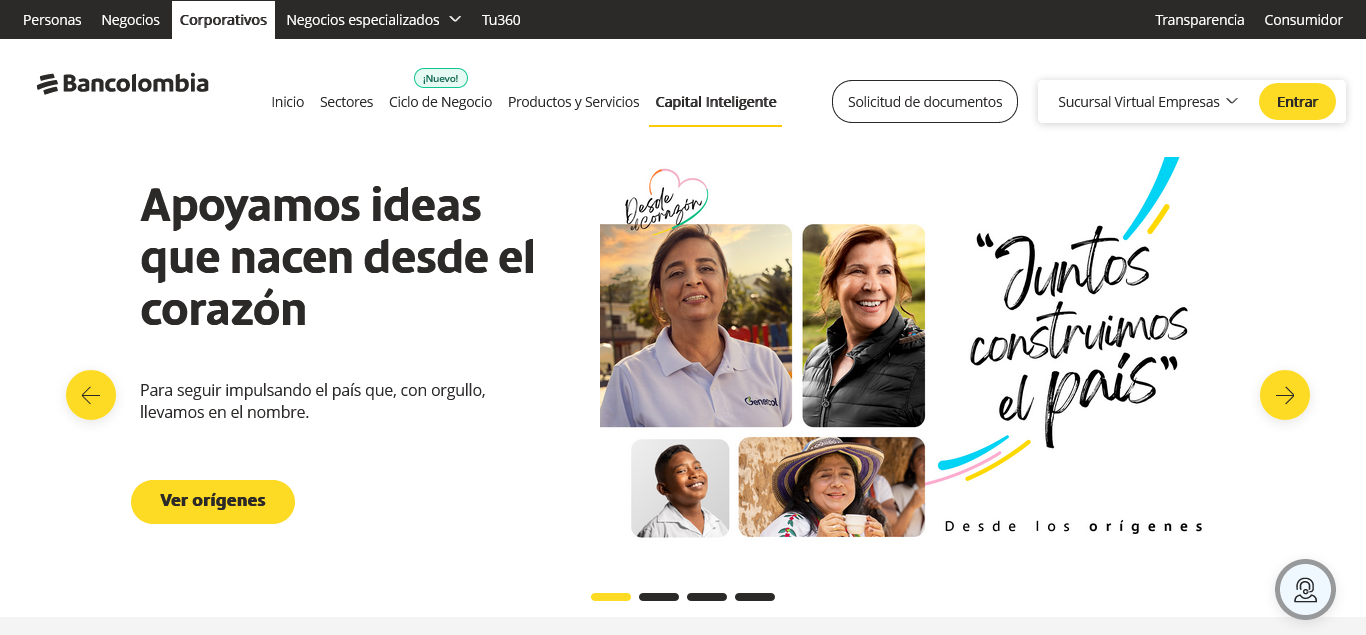 Personas Negocios Corporativos Negocios especializados Tu360 Transparencia Consumidor
Bancolombia
¡Nuevo!
Inicio Sectores Ciclo de Negocio Productos y Servicios Capital Inteligente
Solicitud de documentos
Sucursal Virtual Empresas Entrar
Apoyamos ideas
que nacen desde el
corazón
Para seguir impulsando el país que, con orgullo,
llevamos en el nombre.
Ver orígenes
Desde
el corazón
Genecol
“Juntos
construimos
el país”
Desde los orígenes